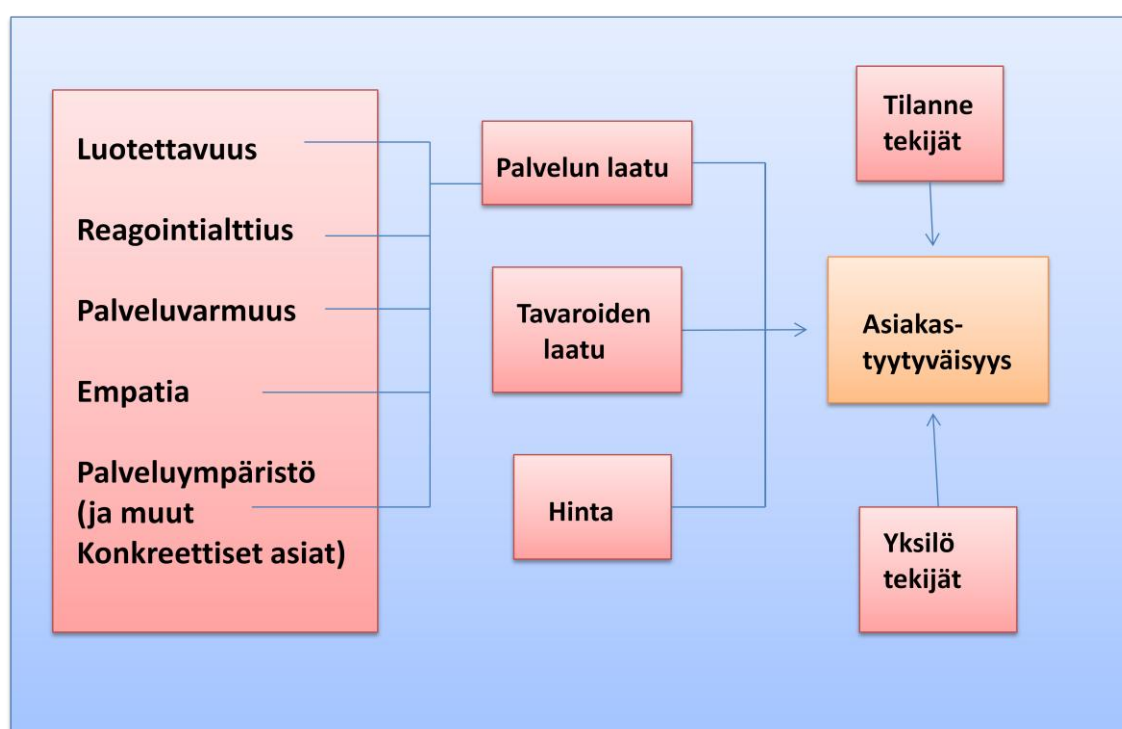 Luotettavuus
Reagointialttius
Palveluvarmuus
Empatia
Palveluympäristö
(ja muut
Konkreettiset asiat)
Palvelun laatu
Tavaroiden
laatu
Hinta
Tilanne
tekijät
Asiakas-
tyytyväisyys
Yksilö
tekijät